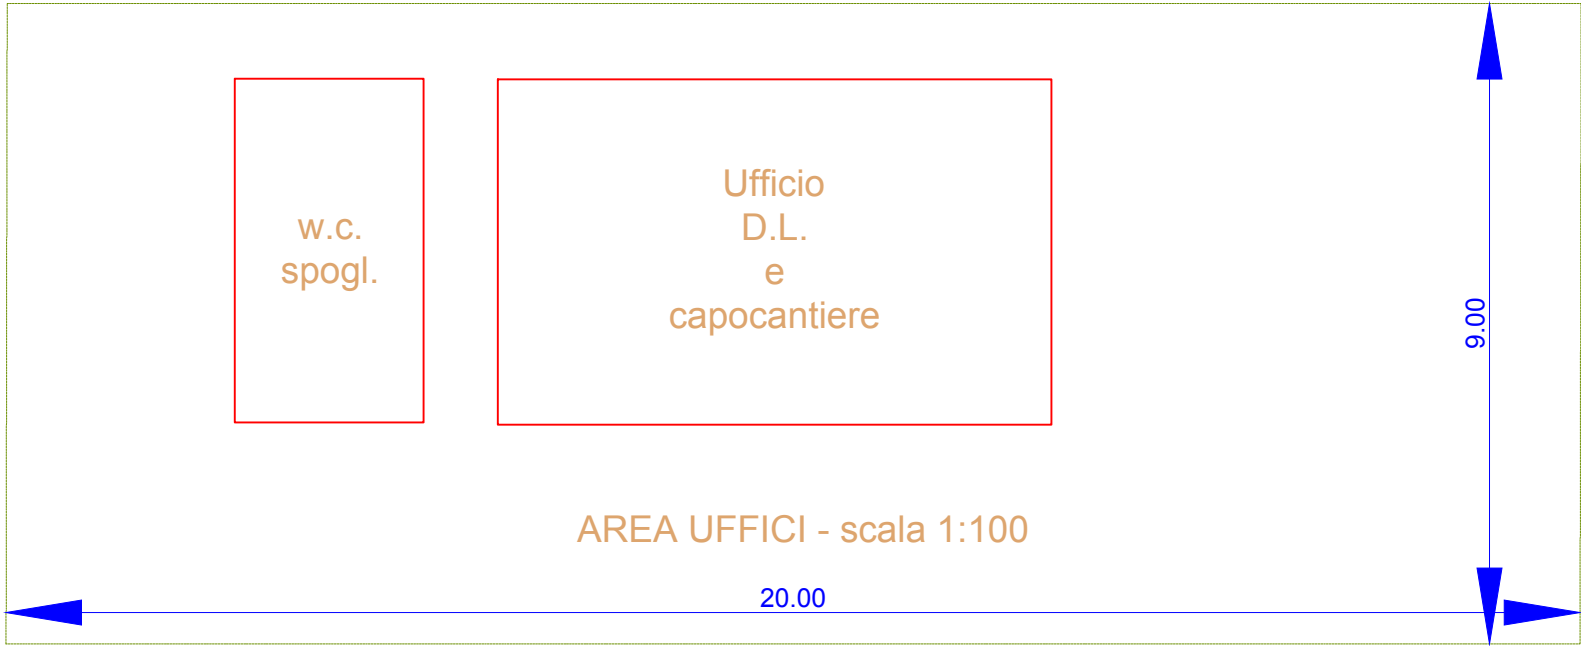 w.c.
spogl.
Ufficio
D.L.
e
capocantiere
9.00
AREA UFFICI - scala 1:100
20.00